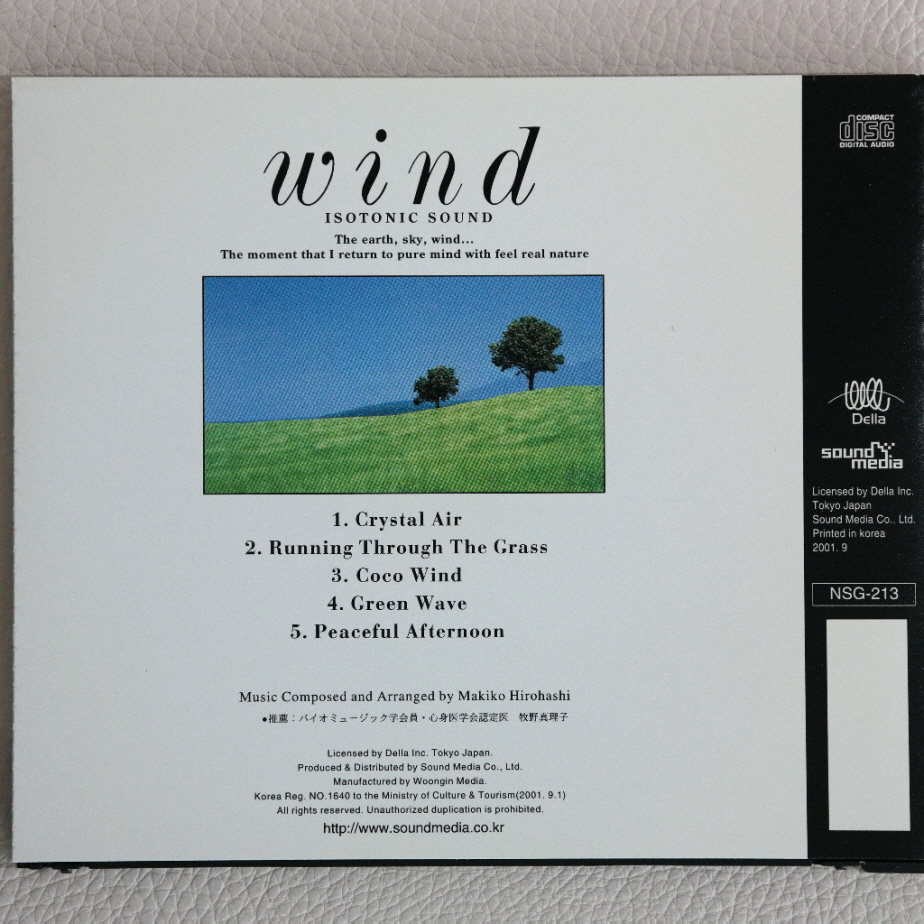 wind
ISOTONIC SOUND
The earth, sky, wind...
The moment that I return to pure mind with feel real nature
1. Crystal Air
2. Running Through The Grass
3. Coco Wind
4. Green Wave
5. Peaceful Afternoon
Music Composed and Arranged by Makiko Hirohashi
●推薦：バイオミュージック学会員・心身医学会認定医　牧野真理子
Licensed by Della Inc. Tokyo Japan.
Produced & Distributed by Sound Media Co., Ltd.
Manufactured by Woongin Media.
Korea Reg. NO.1640 to the Ministry of Culture & Tourism(2001. 9.1)
All rights reserved. Unauthorized duplication is prohibited.
http://www.soundmedia.co.kr
COMPACT
disc
DIGITAL AUDIO
Della
sound
media
Licensed by Della Inc.
Tokyo Japan
Sound Media Co.. Ltd.
Printed in korea
2001. 9
NSG-213